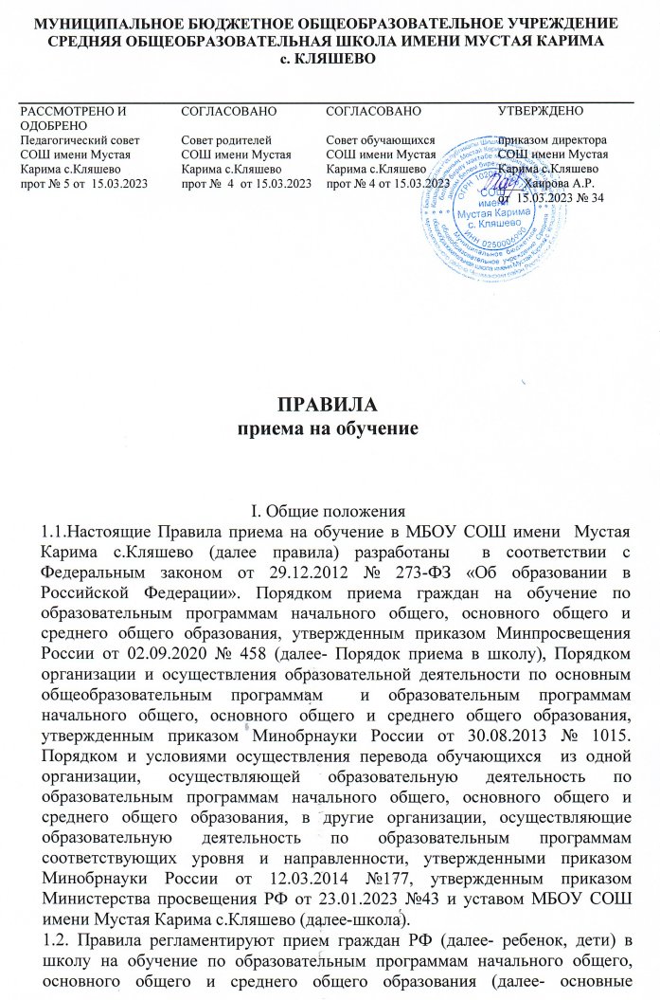 МУНИЦИПАЛЬНОЕ БЮДЖЕТНОЕ ОБЩЕОБРАЗОВАТЕЛЬНОЕ УЧРЕЖДЕНИЕ
СРЕДНЯЯ ОБЩЕОБРАЗОВАТЕЛЬНАЯ ШКОЛА ИМЕНИ МУСТАЯ КАРИМА
с. КЛЯШЕВО
РАССМОТРЕНО И
ОДОБРЕНО
Педагогический совет
СОШ имени Мустая
Карима с.Кляшево
прот № 5 от 15.03.2023
СОГЛАСОВАНО
Совет родителей
СОШ имени Мустая
Карима с.Кляшево
прот № 4 от 15.03.2023
СОГЛАСОВАНО
Совет обучающихся
СОШ имени Мустая
Карима с.Кляшево
прот № 4 от 15.03.2023
УТВЕРЖДЕНО
приказом директора
СОШ имени Мустая
Карима с.Кляшево
Хаирова А.Р.
от 15.03.2023 № 34
СОШ
имени
Мустая Карима
с. Кляшево
ИНН 0250006990
ПРАВИЛА
приема на обучение
I. Общие положения
1.1.Настоящие Правила приема на обучение в МБОУ СОШ имени Мустая
Карима с.Кляшево (далее правила) разработаны в соответствии с
Федеральным законом от 29.12.2012 № 273-ФЗ «Об образовании в
Российской Федерации». Порядком приема граждан на обучение по
образовательным программам начального общего, основного общего и
среднего общего образования, утвержденным приказом Минпросвещения
России от 02.09.2020 № 458 (далее- Порядок приема в школу), Порядком
организации и осуществления образовательной деятельности по основным
общеобразовательным программам и образовательным программам
начального общего, основного общего и среднего общего образования,
утвержденным приказом Минобрнауки России от 30.08.2013 № 1015.
Порядком и условиями осуществления перевода обучающихся из одной
организации, осуществляющей образовательную деятельность по
образовательным программам начального общего, основного общего и
среднего общего образования, в другие организации, осуществляющие
образовательную деятельность по образовательным программам
соответствующих уровня и направленности, утвержденными приказом
Минобрнауки России от 12.03.2014 №177, утвержденным приказом
Министерства просвещения РФ от 23.01.2023 №43 и уставом МБОУ СОШ
имени Мустая Карима с.Кляшево (далее-школа).
1.2. Правила регламентируют прием граждан РФ (далее- ребенок, дети) в
школу на обучение по образовательным программам начального общего,
основного общего и среднего общего образования (далее- основные